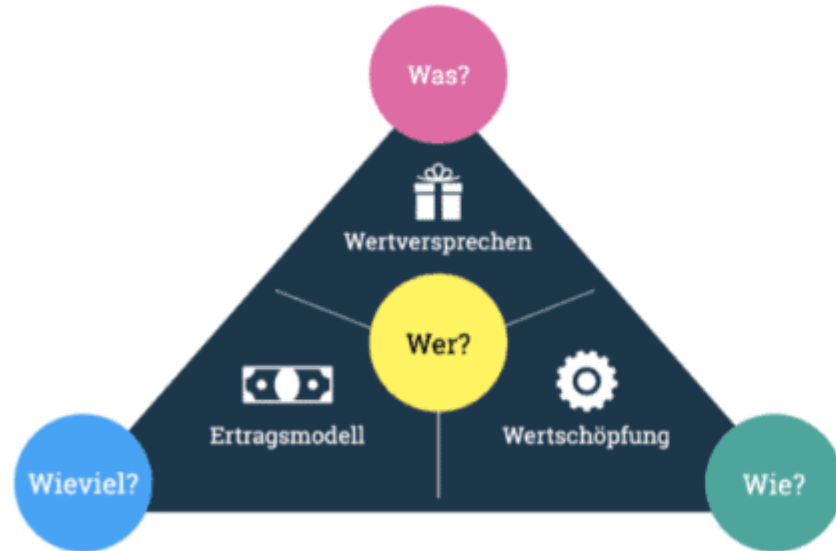 Was?
Wertversprechen
Wer?
Ertragsmodell
Wertschöpfung
Wieviel?
Wie?